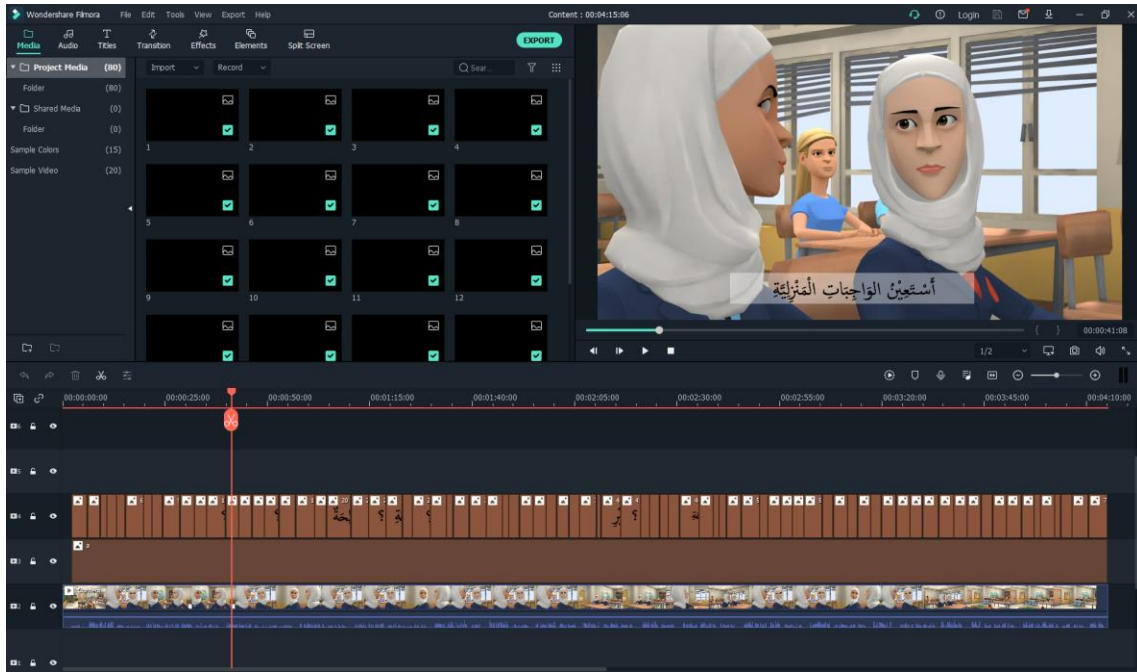 Wondershare Filmora File Edit Tools View Export Help Content : 00:04:15:06 Login
Media Audio Titles Transition Effects Elements Split Screen EXPORT
Project Media (80) Import Record Sear...
Folder (80)
Shared Media (0)
Folder (0)
Sample Colors (15)
Sample Video (20)
1 2 3 4
5 6 7 8
9 10 11 12
أَسْتَعِيْنُ الوَاجِبَاتِ الْمَنْزِلِيَّةِ
{ } 00:00:41:08
1/2
00:00:00:00 00:00:25:00 00:00:50:00 00:01:15:00 00:01:40:00 00:02:05:00 00:02:30:00 00:02:55:00 00:03:20:00 00:03:45:00 00:04:10:00